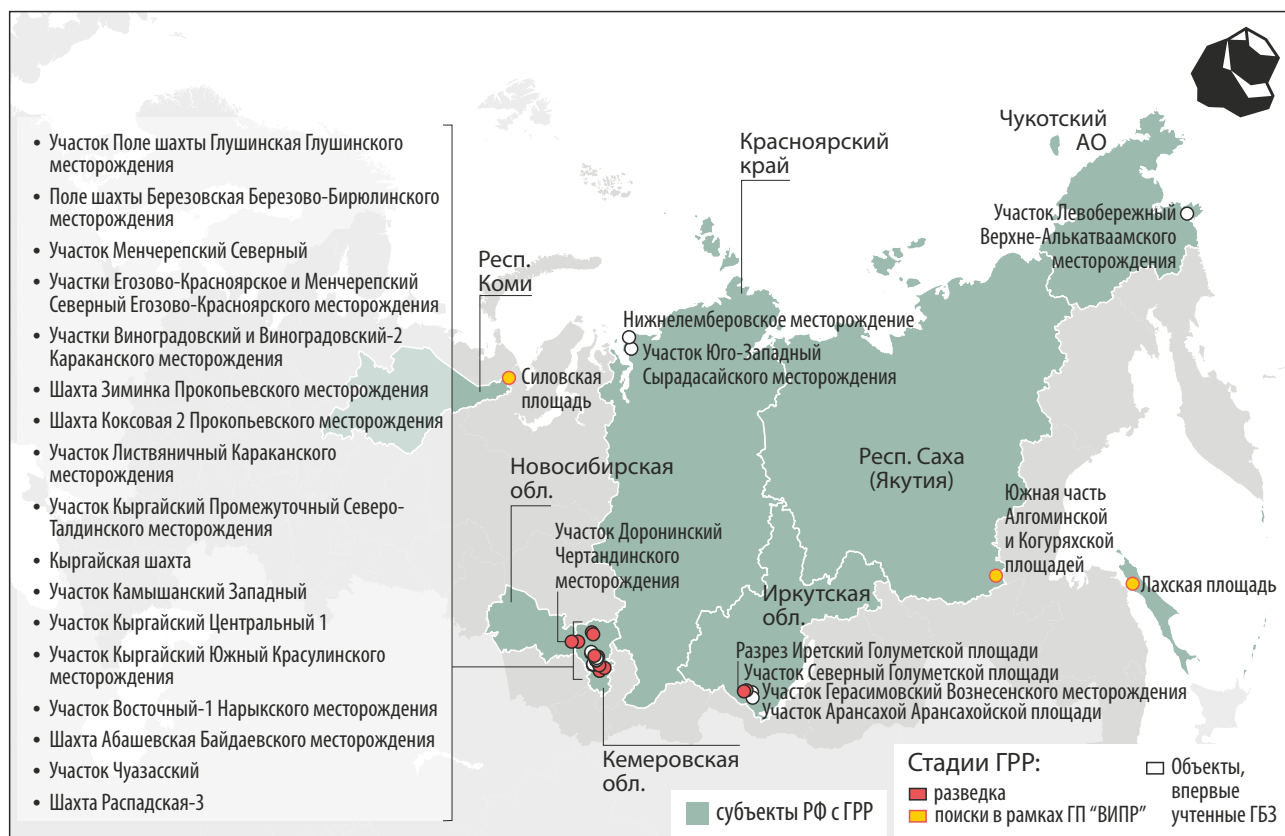 • Участок Поле шахты Глушинская Глушинского
месторождения
• Поле шахты Березовская Березово-Бирюлинского
месторождения
• Участок Менчерепский Северный
• Участки Егозово-Красноярское и Менчерепский
Северный Егозово-Красноярского месторождения
• Участки Виноградовский и Виноградовский-2
Караканского месторождения
• Шахта Зиминка Прокопьевского месторождения
• Шахта Коксовая 2 Прокопьевского месторождения
• Участок Листвяничный Караканского
месторождения
• Участок Кыргайский Промежуточный Северо-
Талдинского месторождения
• Кыргайская шахта
• Участок Камышанский Западный
• Участок Кыргайский Центральный 1
• Участок Кыргайский Южный Красулинского
месторождения
• Участок Восточный-1 Нарыкского месторождения
• Шахта Абашевская Байдаевского месторождения
• Участок Чуазасский
• Шахта Распадская-3
Респ.
Коми
Силовская
площадь
Новосибирская
обл.
Участок Доронинский
Чертандинского
месторождения
Кемеровская
обл.
Красноярский
край
Нижнелемберовское месторождение
Участок Юго-Западный
Сырадасайского месторождения
Чукотский
АО
Участок Левобережный
Верхне-Алькатваамского
месторождения
Респ. Саха
(Якутия)
Южная часть
Алгоминской
и Когуряхской
площадей
Лахская площадь
Иркутская
обл.
Разрез Иретский Голуметской площади
Участок Северный Голуметской площади
Участок Герасимовский Вознесенского месторождения
Участок Арансахой Арансахойской площади
субъекты РФ с ГРР
Стадии ГРР:
разведка
поиски в рамках ГП "ВИПР"
Объекты,
впервые
учтенные ГБЗ